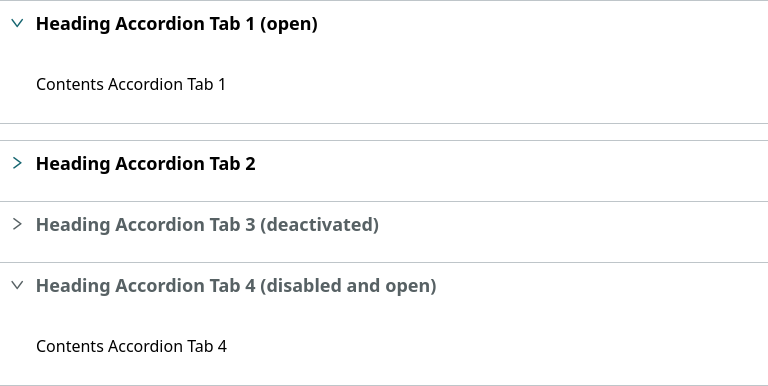 Heading Accordion Tab 1 (open)
Contents Accordion Tab 1
Heading Accordion Tab 2
Heading Accordion Tab 3 (deactivated)
Heading Accordion Tab 4 (disabled and open)
Contents Accordion Tab 4